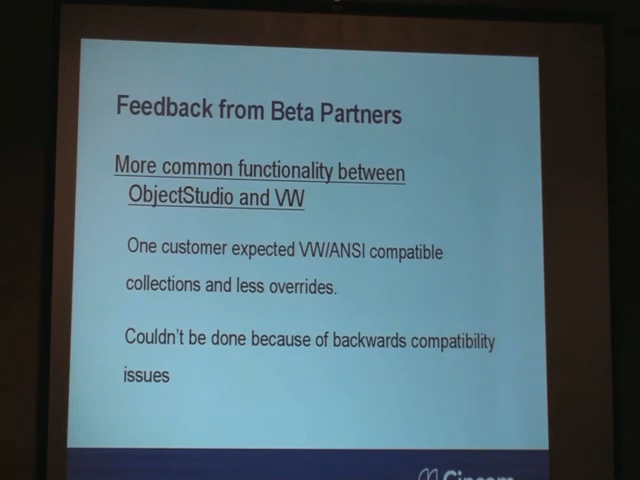 Feedback from Beta Partners
More common functionality between
ObjectStudio and VW
One customer expected VW/ANSI compatible
collections and less overrides.
Couldn't be done because of backwards compatibility
issues
Cincom